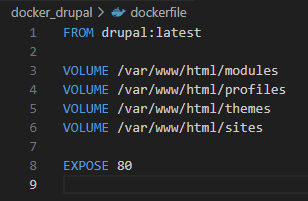 docker_drupal > dockerfile
1 FROM drupal:latest
2
3 VOLUME /var/www/html/modules
4 VOLUME /var/www/html/profiles
5 VOLUME /var/www/html/themes
6 VOLUME /var/www/html/sites
7
8 EXPOSE 80
9